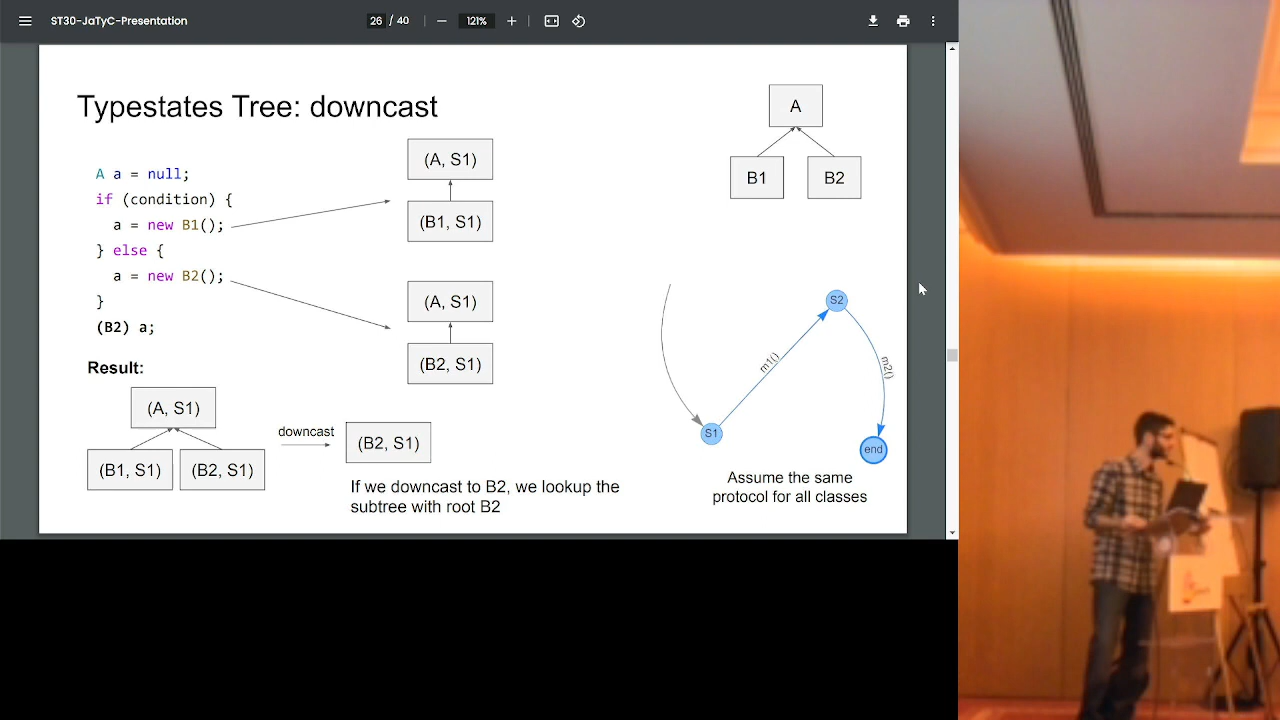 ST30-JaTyC-Presentation
26 / 40
121%
Typestates Tree: downcast
A a = null;
if (condition) {
a = new B1();
} else {
a = new B2();
}
(B2) a;
(A, S1)
(B1, S1)
(A, S1)
(B2, S1)
A
B1
B2
Result:
(A, S1)
(B1, S1)
(B2, S1)
downcast
(B2, S1)
If we downcast to B2, we lookup the
subtree with root B2
S2
m1()
m2()
S1
end
Assume the same
protocol for all classes